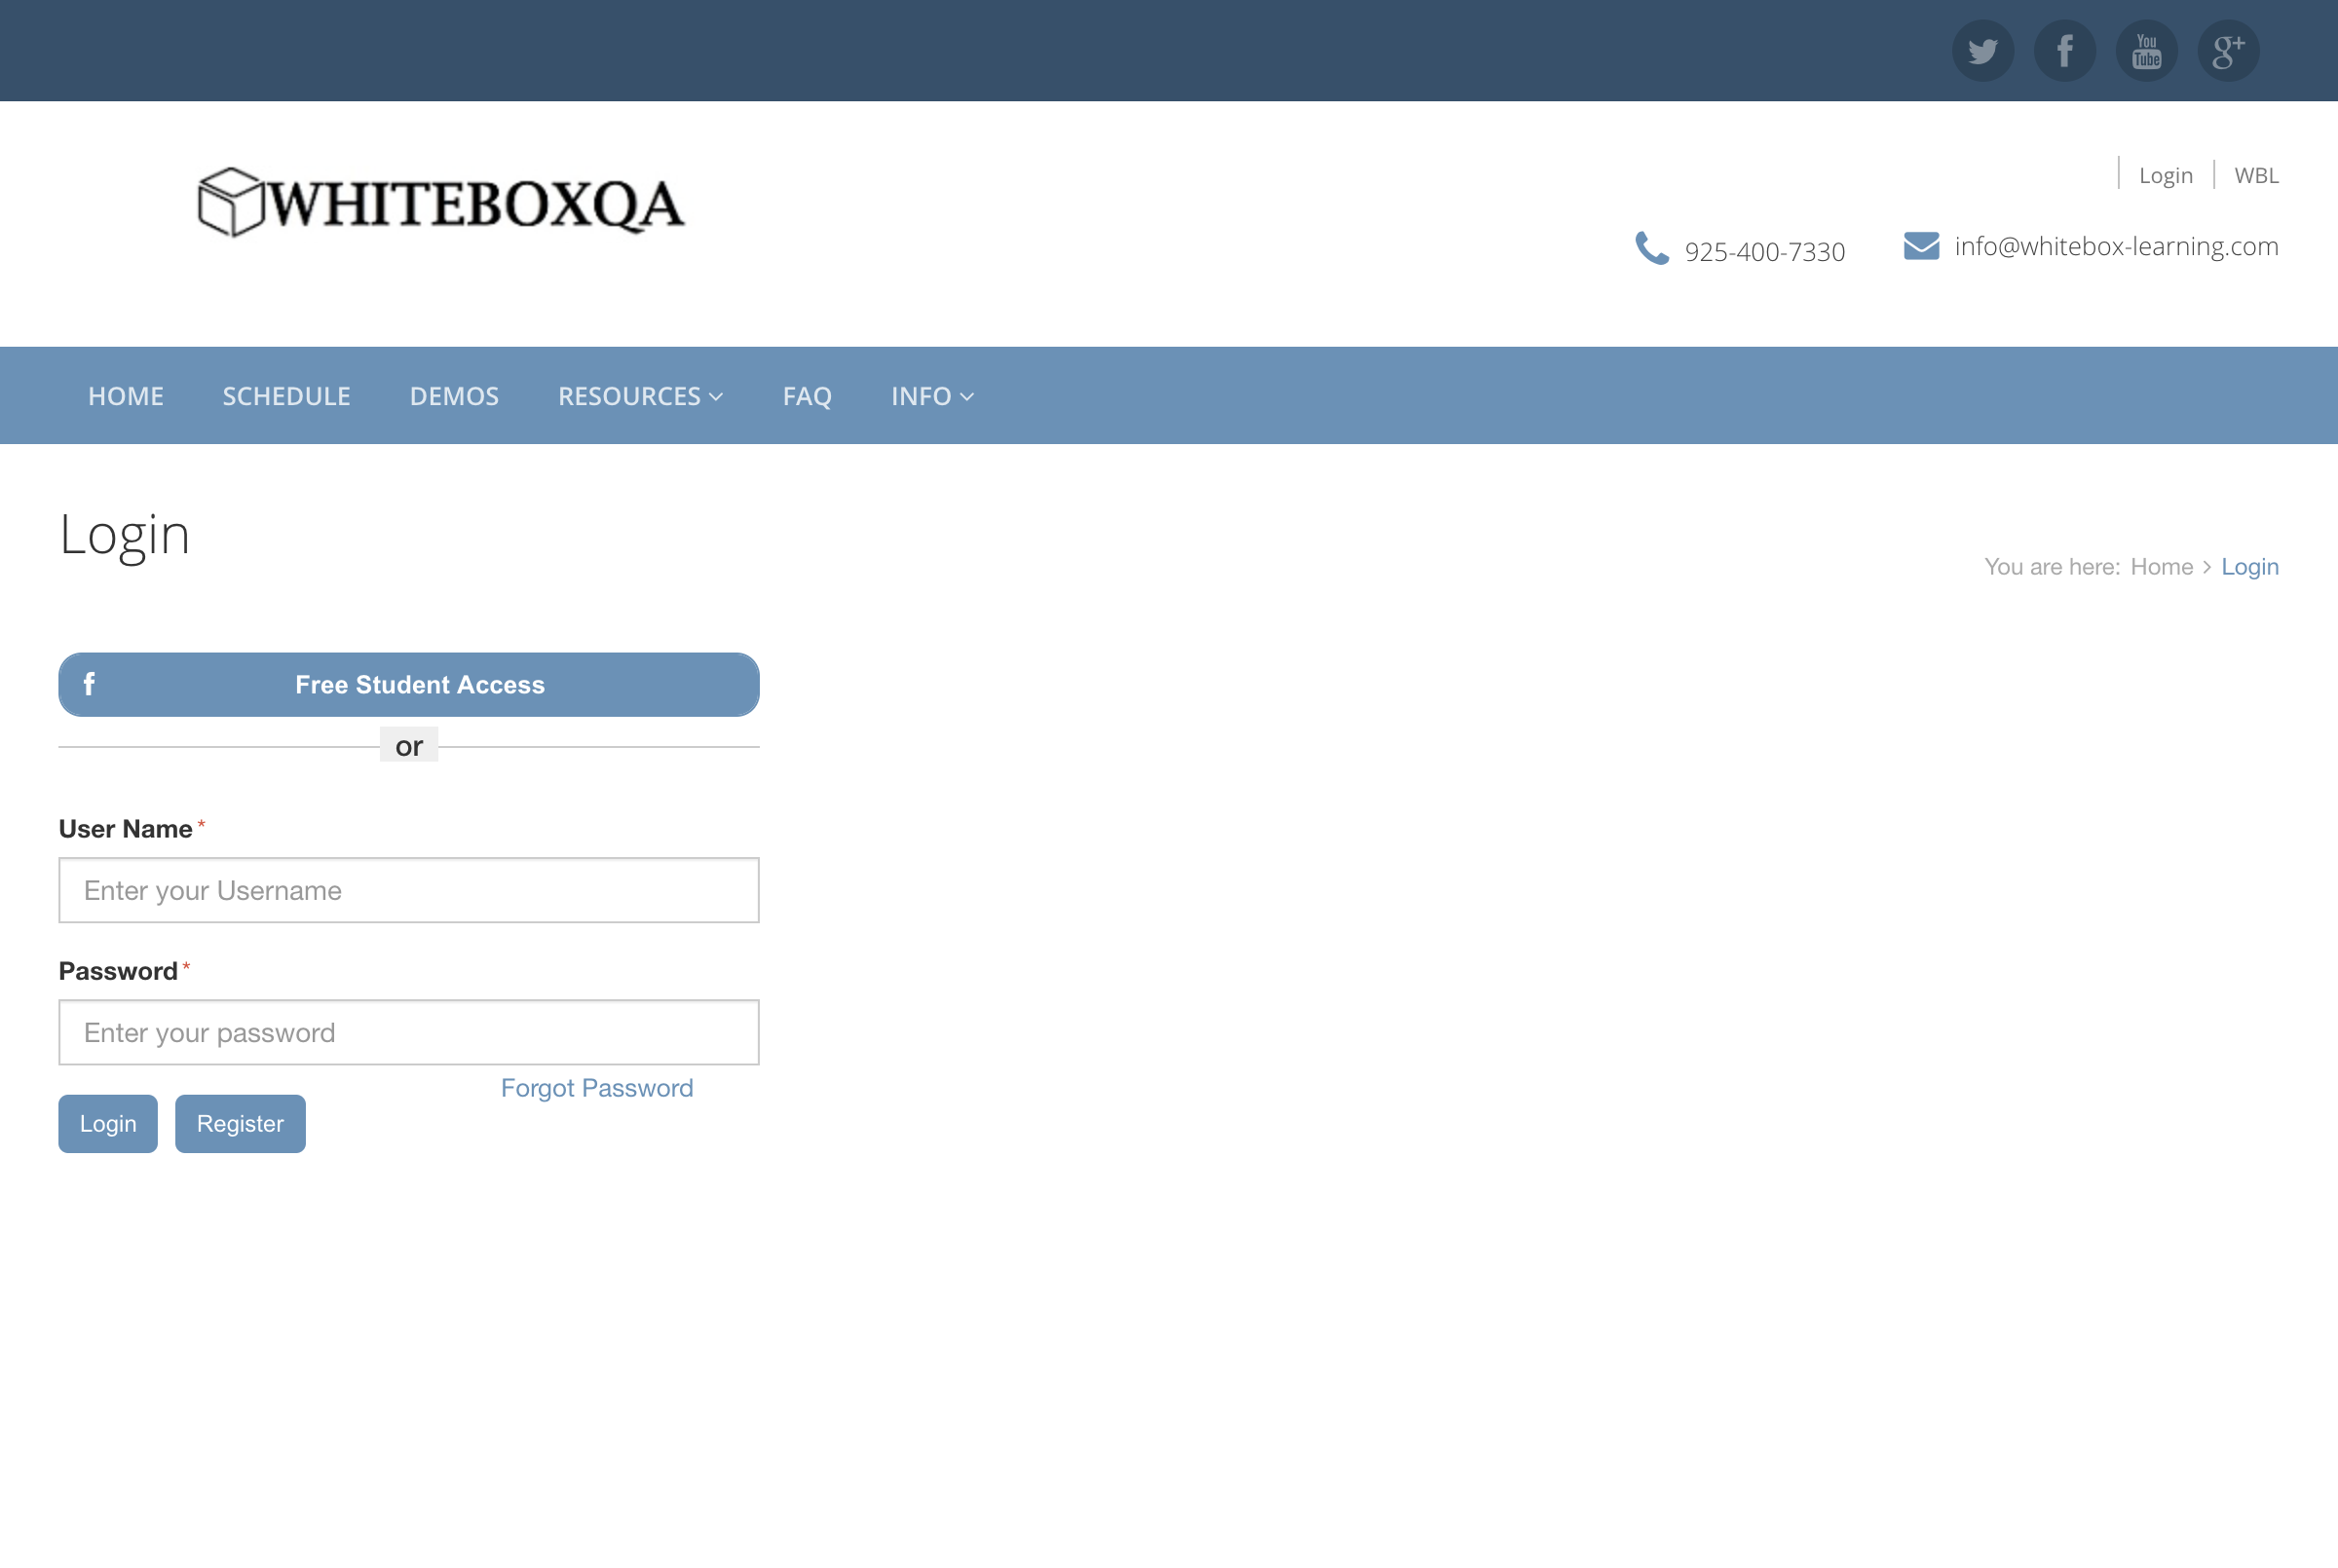 You Tube
g+
WHITEBOXQA
Login
WBL
925-400-7330
info@whitebox-learning.com
HOME
SCHEDULE
DEMOS
RESOURCES
FAQ
INFO
Login
You are here: Home > Login
f Free Student Access
or
User Name*
Enter your Username
Password*
Enter your password
Forgot Password
Login
Register